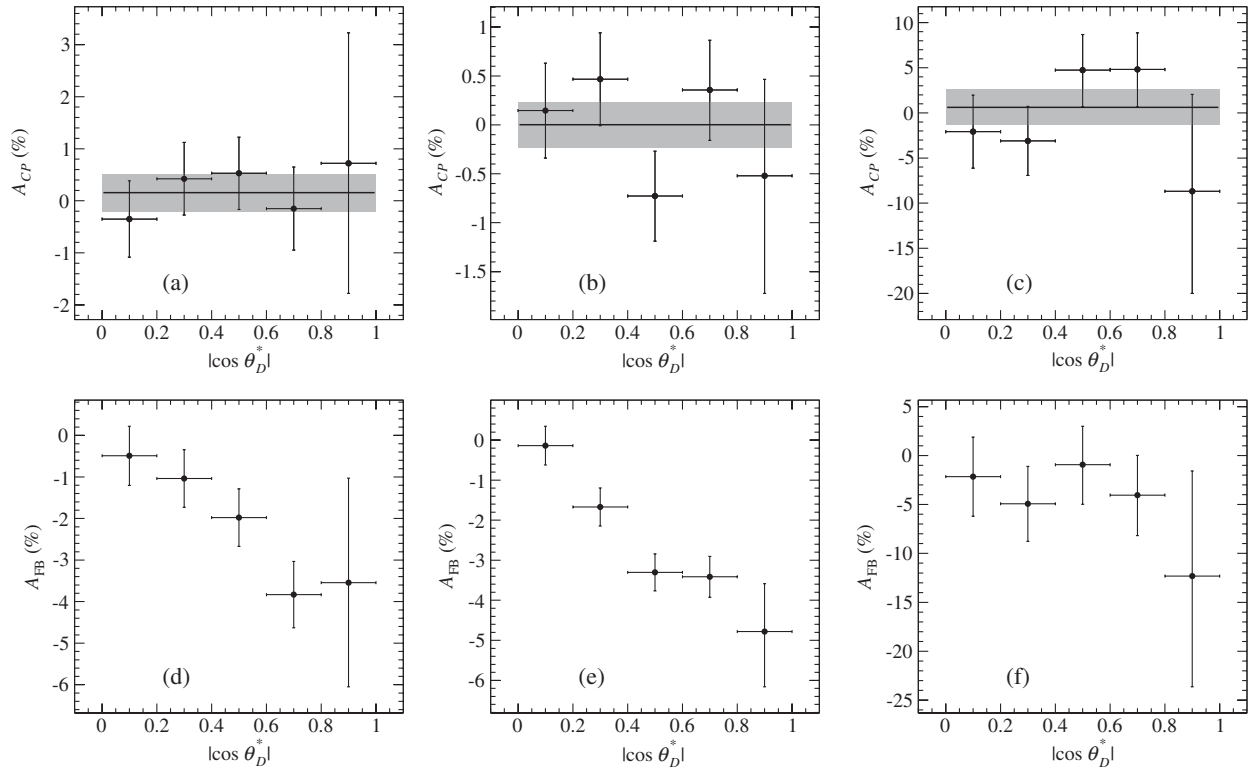 A_CP (%)
3
2
1
0
-1
-2
(a)
0 0.2 0.4 0.6 0.8 1
|cos θ*_D|
A_CP (%)
1
0.5
0
-0.5
-1
-1.5
(b)
0 0.2 0.4 0.6 0.8 1
|cos θ*_D|
A_CP (%)
10
5
0
-5
-10
-15
-20
(c)
0 0.2 0.4 0.6 0.8 1
|cos θ*_D|
A_FB (%)
0
-1
-2
-3
-4
-5
-6
(d)
0 0.2 0.4 0.6 0.8 1
|cos θ*_D|
A_FB (%)
0
-1
-2
-3
-4
-5
-6
(e)
0 0.2 0.4 0.6 0.8 1
|cos θ*_D|
A_FB (%)
5
0
-5
-10
-15
-20
-25
(f)
0 0.2 0.4 0.6 0.8 1
|cos θ*_D|